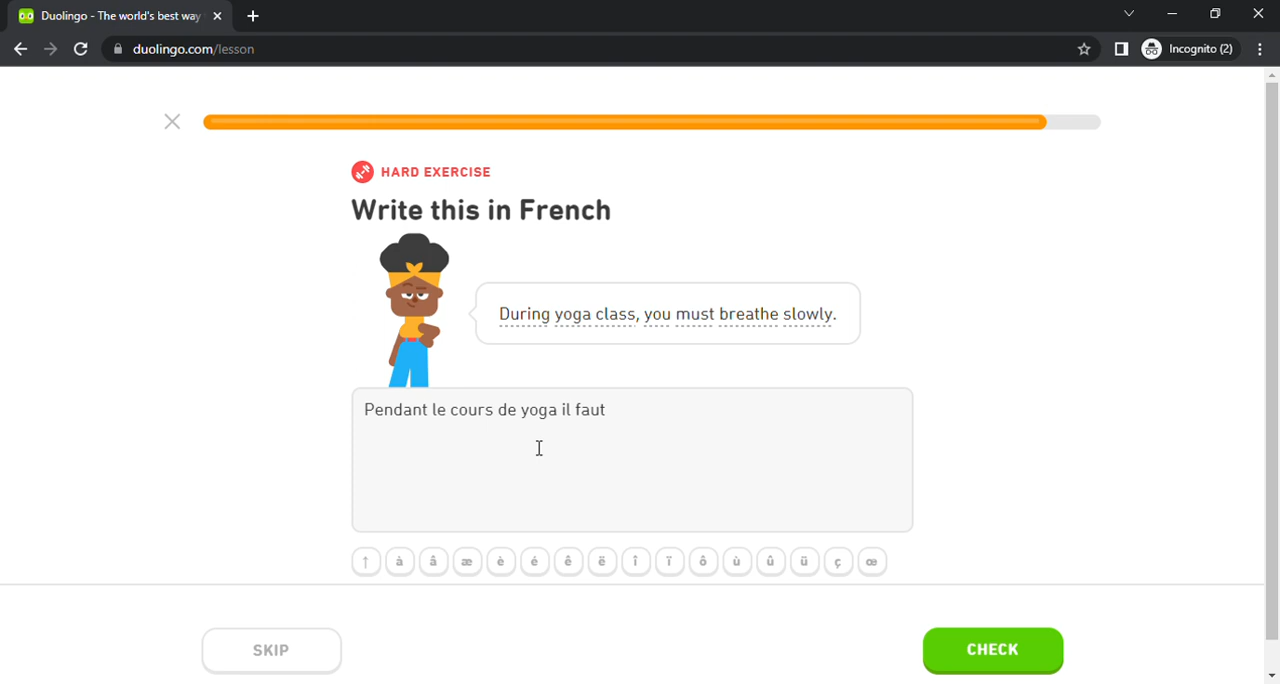 Duolingo - The world's best way
duolingo.com/lesson
Incognito (2)
HARD EXERCISE
Write this in French
During yoga class, you must breathe slowly.
Pendant le cours de yoga il faut
↑ à â æ è é ê ë î ï ô ù û ü ç œ
SKIP
CHECK